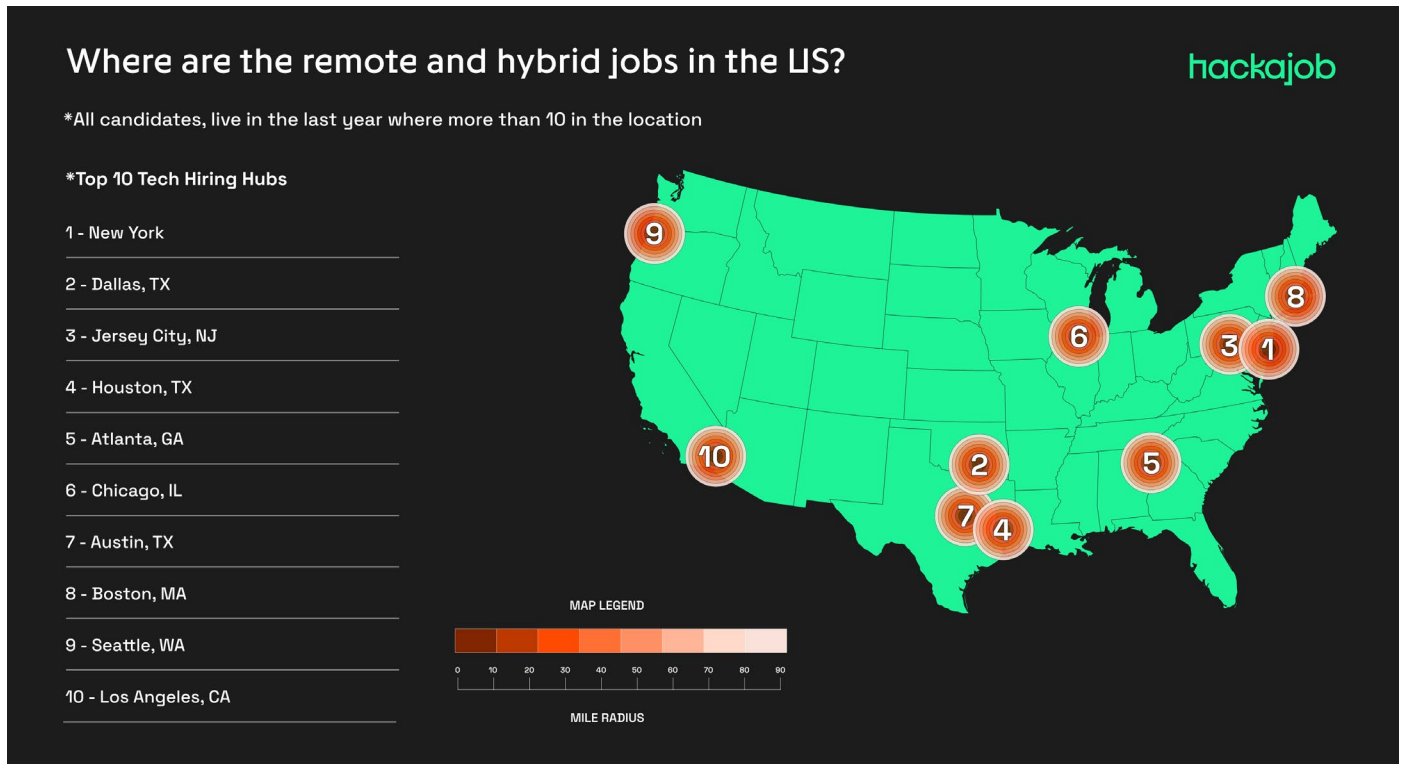 Where are the remote and hybrid jobs in the US?
hackajob
*All candidates, live in the last year where more than 10 in the location
*Top 10 Tech Hiring Hubs
1 - New York
2 - Dallas, TX
3 - Jersey City, NJ
4 - Houston, TX
5 - Atlanta, GA
6 - Chicago, IL
7 - Austin, TX
8 - Boston, MA
9 - Seattle, WA
10 - Los Angeles, CA
9
8
6
3 1
10
2
5
7
4
MAP LEGEND
0 10 20 30 40 50 60 70 80 90
MILE RADIUS